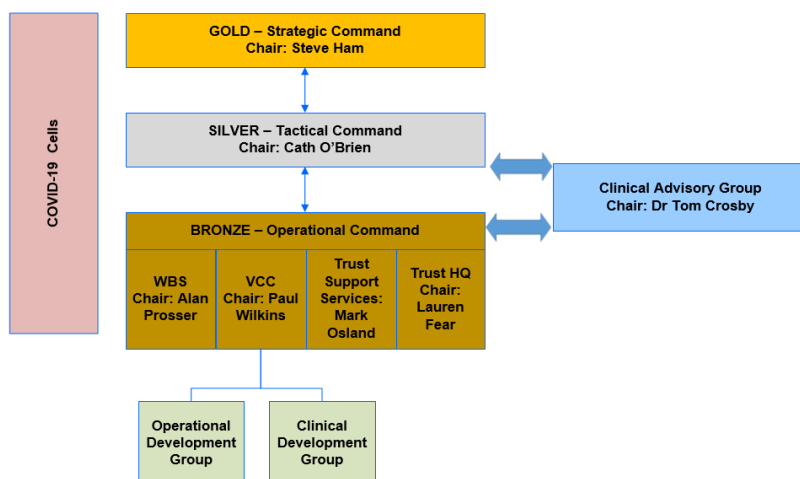 COVID-19  Cells
GOLD – Strategic Command
Chair: Steve Ham
SILVER – Tactical Command
Chair: Cath O’Brien
Clinical Advisory Group
Chair: Dr Tom Crosby
BRONZE – Operational Command
WBS
Chair: Alan
Prosser
VCC
Chair: Paul
Wilkins
Trust
Support
Services:
Mark
Osland
Trust HQ
Chair:
Lauren
Fear
Operational
Development
Group
Clinical
Development
Group